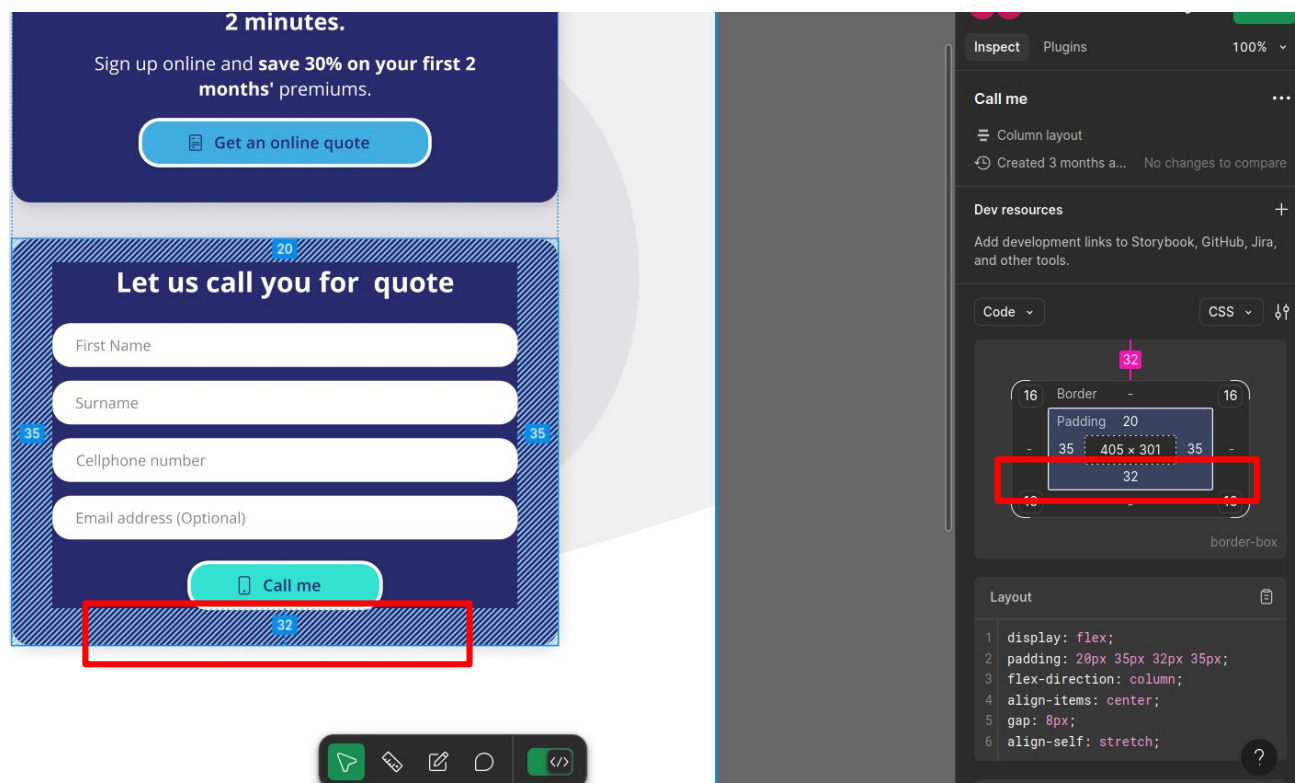 2 minutes.
Sign up online and save 30% on your first 2
months' premiums.
Get an online quote
20
Let us call you for  quote
First Name
Surname
35
35
Cellphone number
Email address (Optional)
Call me
32
Inspect
Plugins
100%
Call me
Column layout
Created 3 months a...
No changes to compare
Dev resources
Add development links to Storybook, GitHub, Jira,
and other tools.
Code
CSS
32
16
Border
-
16
Padding
20
-
35
405 × 301
35
-
32
-
border-box
Layout
1 display: flex;
2 padding: 20px 35px 32px 35px;
3 flex-direction: column;
4 align-items: center;
5 gap: 8px;
6 align-self: stretch;
</>
?